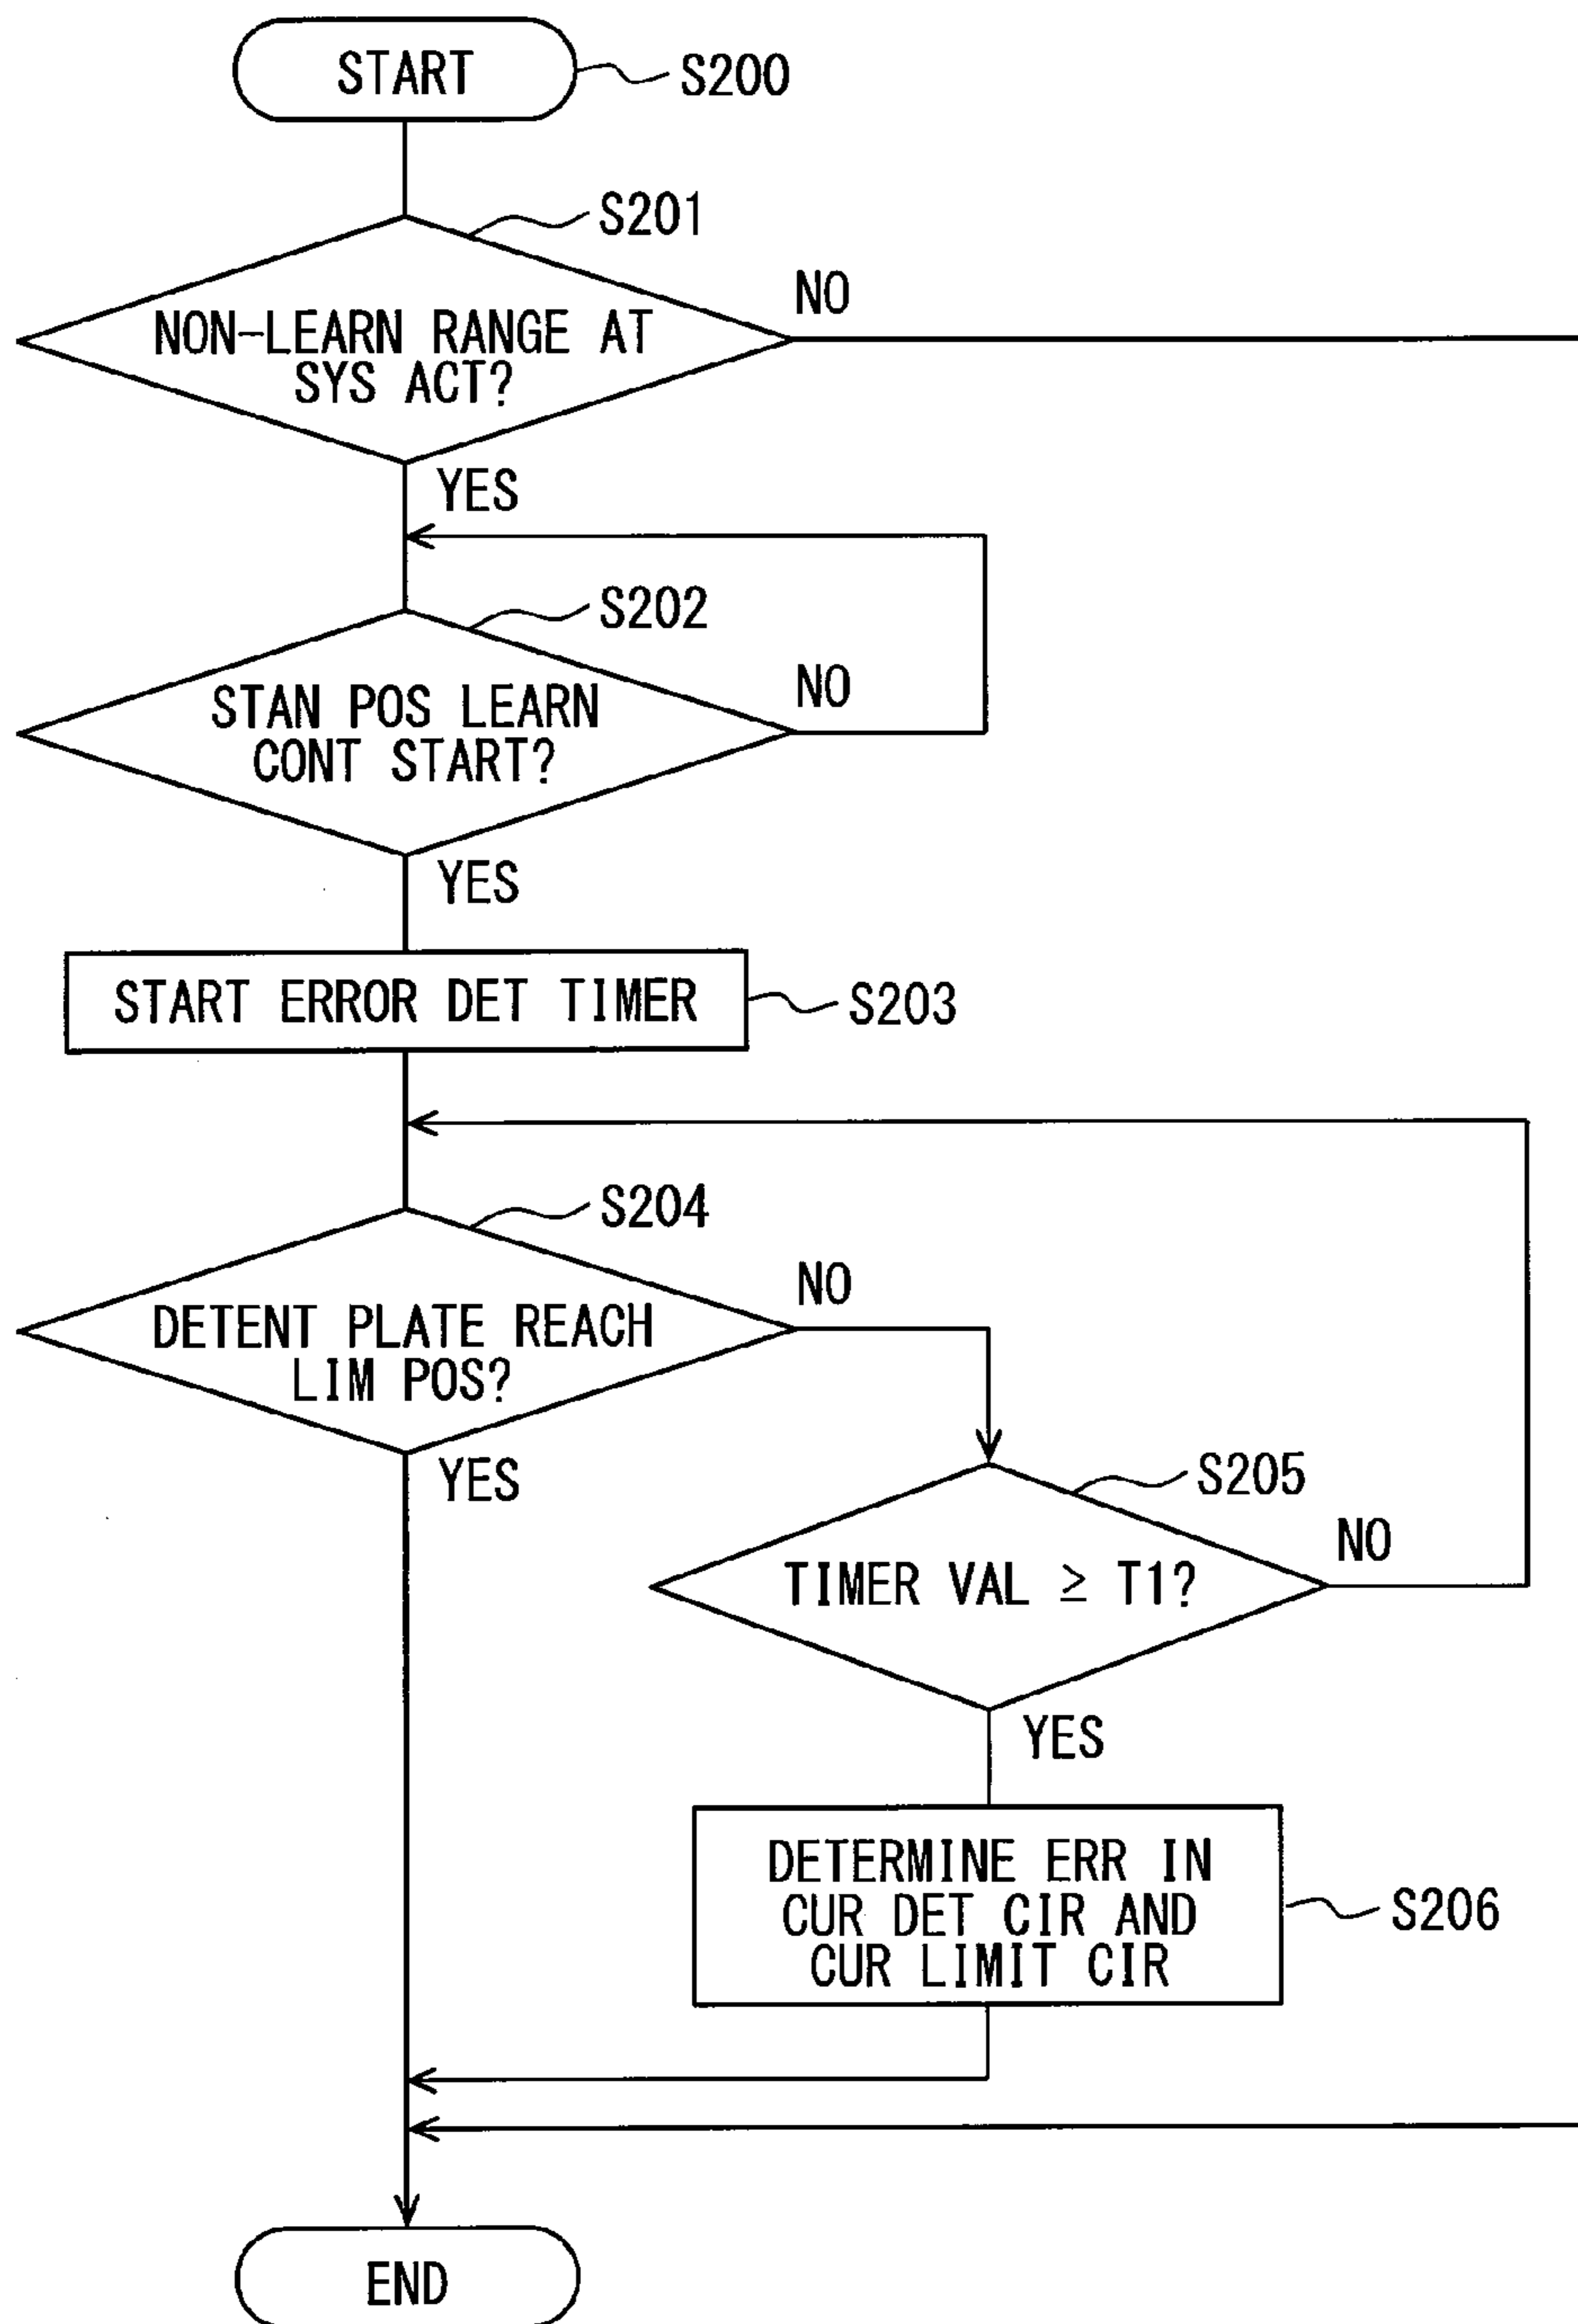 START
S200
S201
NON-LEARN RANGE AT
SYS ACT?
NO
YES
S202
STAN POS LEARN
CONT START?
NO
YES
START ERROR DET TIMER
S203
S204
DETENT PLATE REACH
LIM POS?
NO
YES
S205
TIMER VAL ≥ T1?
NO
YES
DETERMINE ERR IN
CUR DET CIR AND
CUR LIMIT CIR
S206
END